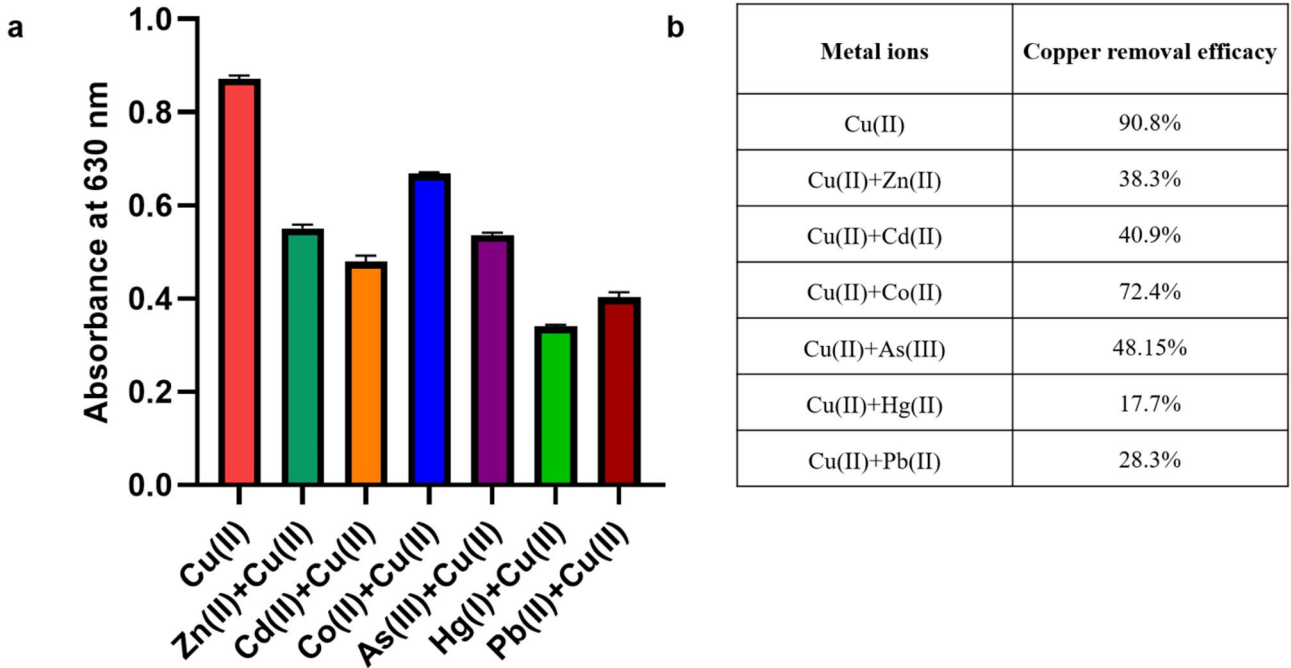 a
Absorbance at 630 nm
1.0
0.8
0.6
0.4
0.2
0.0
Cu(II)
Zn(II)+Cu(II)
Cd(II)+Cu(II)
Co(II)+Cu(II)
As(III)+Cu(II)
Hg(I)+Cu(II)
Pb(II)+Cu(II)
b
Metal ions Copper removal efficacy
Cu(II) 90.8%
Cu(II)+Zn(II) 38.3%
Cu(II)+Cd(II) 40.9%
Cu(II)+Co(II) 72.4%
Cu(II)+As(III) 48.15%
Cu(II)+Hg(II) 17.7%
Cu(II)+Pb(II) 28.3%